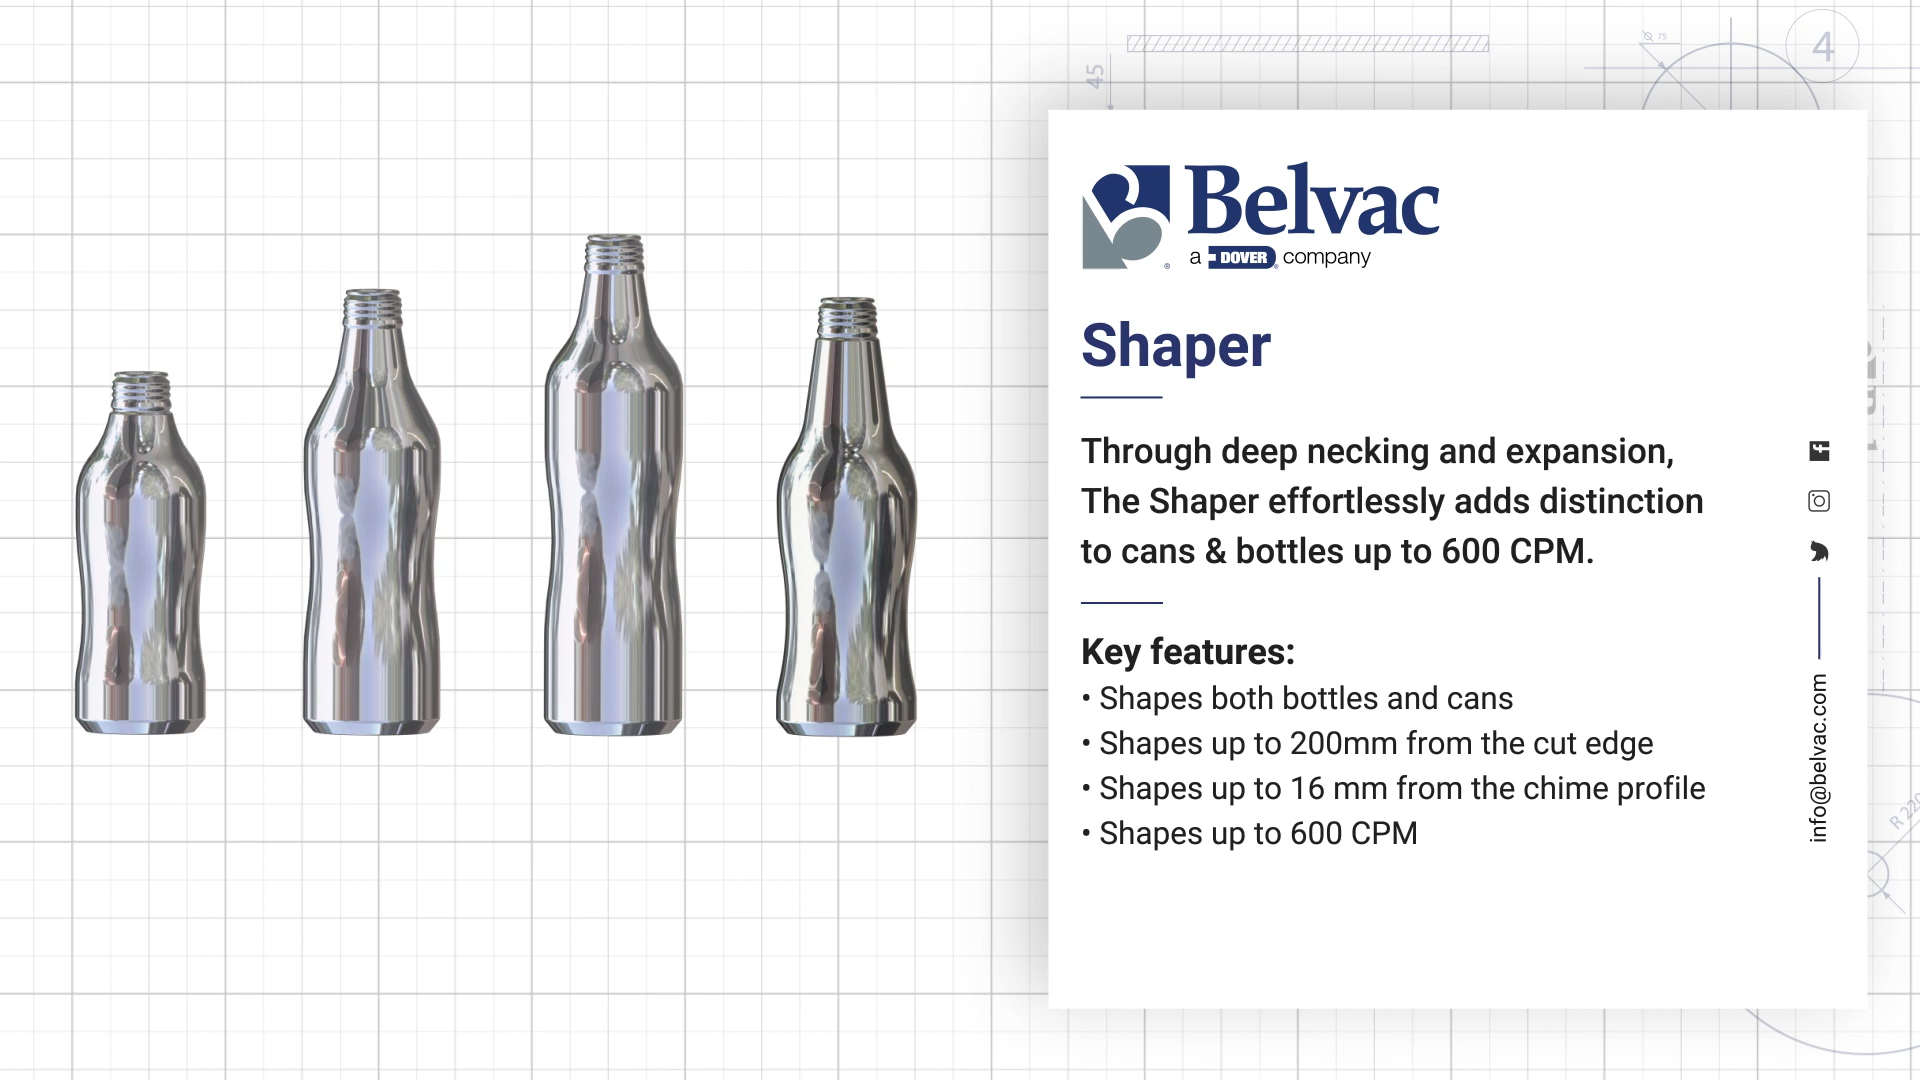 45
75
4
Belvac
a DOVER company
Shaper
Through deep necking and expansion,
The Shaper effortlessly adds distinction
to cans & bottles up to 600 CPM.
Key features:
• Shapes both bottles and cans
• Shapes up to 200mm from the cut edge
• Shapes up to 16 mm from the chime profile
• Shapes up to 600 CPM
info@belvac.com
R 220